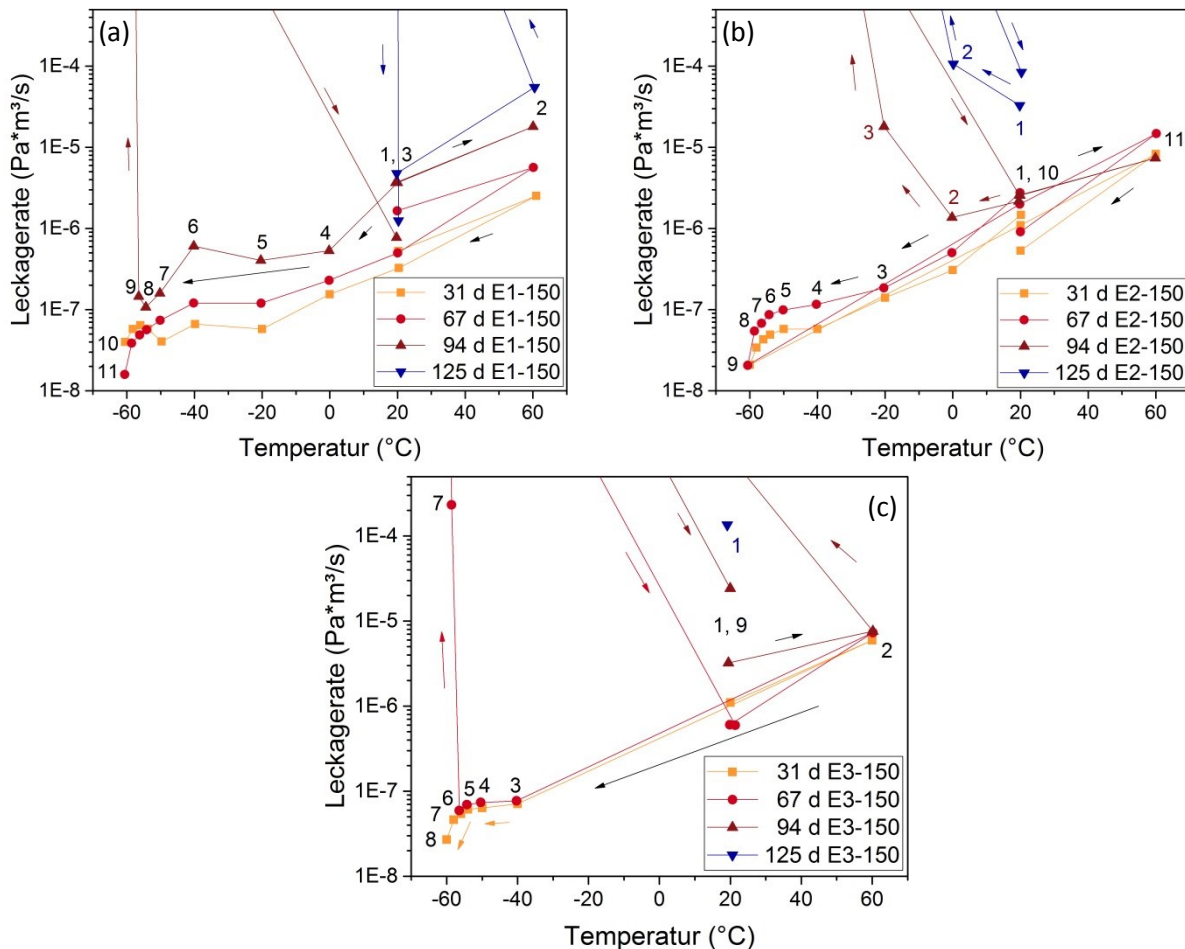 (a)
Leckagerate (Pa*m³/s)
1E-4
1E-5
1E-6
1E-7
1E-8
2
1, 3
6
5
4
9
8
7
10
11
31 d E1-150
67 d E1-150
94 d E1-150
125 d E1-150
-60 -40 -20 0 20 40 60
Temperatur (°C)
(b)
Leckagerate (Pa*m³/s)
1E-4
1E-5
1E-6
1E-7
1E-8
2
1
3
11
1, 10
2
3
4
5
6
7
8
9
31 d E2-150
67 d E2-150
94 d E2-150
125 d E2-150
-60 -40 -20 0 20 40 60
Temperatur (°C)
(c)
Leckagerate (Pa*m³/s)
1E-4
1E-5
1E-6
1E-7
1E-8
7
1
1, 9
2
3
4
5
6
7
8
31 d E3-150
67 d E3-150
94 d E3-150
125 d E3-150
-60 -40 -20 0 20 40 60
Temperatur (°C)